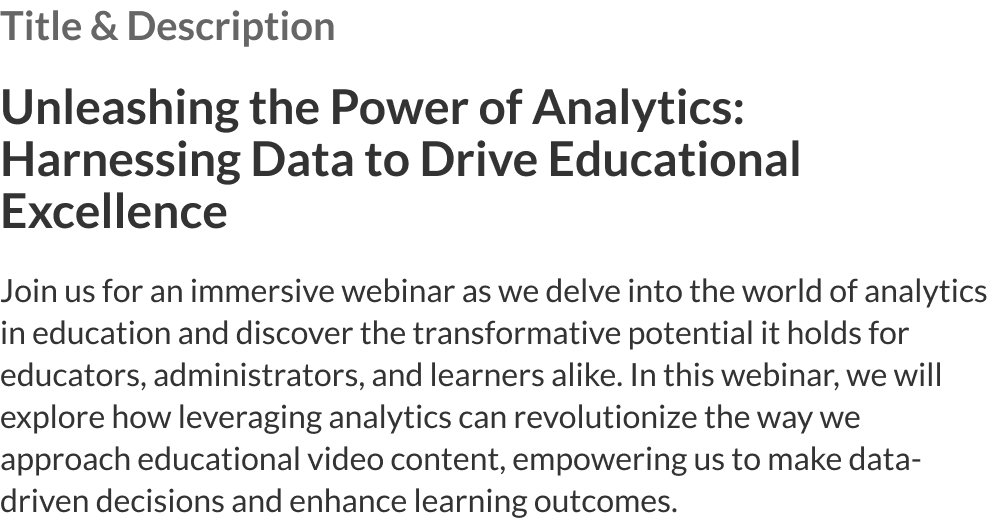 Title & Description
Unleashing the Power of Analytics:
Harnessing Data to Drive Educational
Excellence
Join us for an immersive webinar as we delve into the world of analytics
in education and discover the transformative potential it holds for
educators, administrators, and learners alike. In this webinar, we will
explore how leveraging analytics can revolutionize the way we
approach educational video content, empowering us to make data-
driven decisions and enhance learning outcomes.